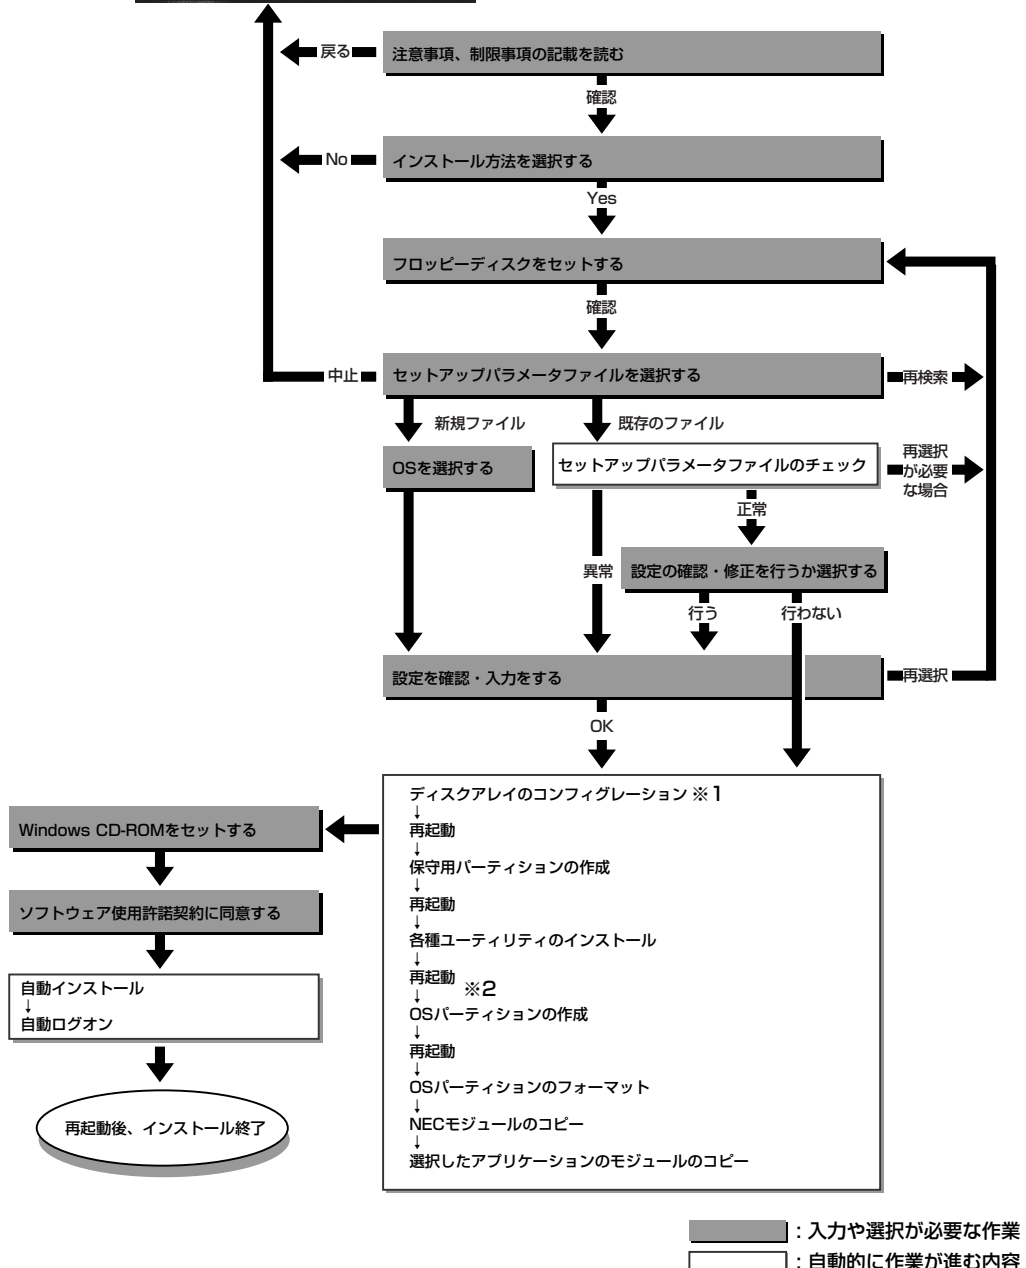 戻る
注意事項、制限事項の記載を読む
確認
No
インストール方法を選択する
Yes
フロッピーディスクをセットする
確認
中止
セットアップパラメータファイルを選択する
再検索
新規ファイル
既存のファイル
OSを選択する
セットアップパラメータファイルのチェック
再選択
が必要
な場合
正常
異常
設定の確認・修正を行うか選択する
行う
行わない
設定を確認・入力をする
再選択
OK
ディスクアレイのコンフィグレーション ※1
↓
再起動
↓
保守用パーティションの作成
↓
再起動
↓
各種ユーティリティのインストール
↓
再起動 ※2
↓
OSパーティションの作成
↓
再起動
↓
OSパーティションのフォーマット
↓
NECモジュールのコピー
↓
選択したアプリケーションのモジュールのコピー
Windows CD-ROMをセットする
ソフトウェア使用許諾契約に同意する
自動インストール
↓
自動ログオン
再起動後、インストール終了
：入力や選択が必要な作業
：自動的に作業が進む内容